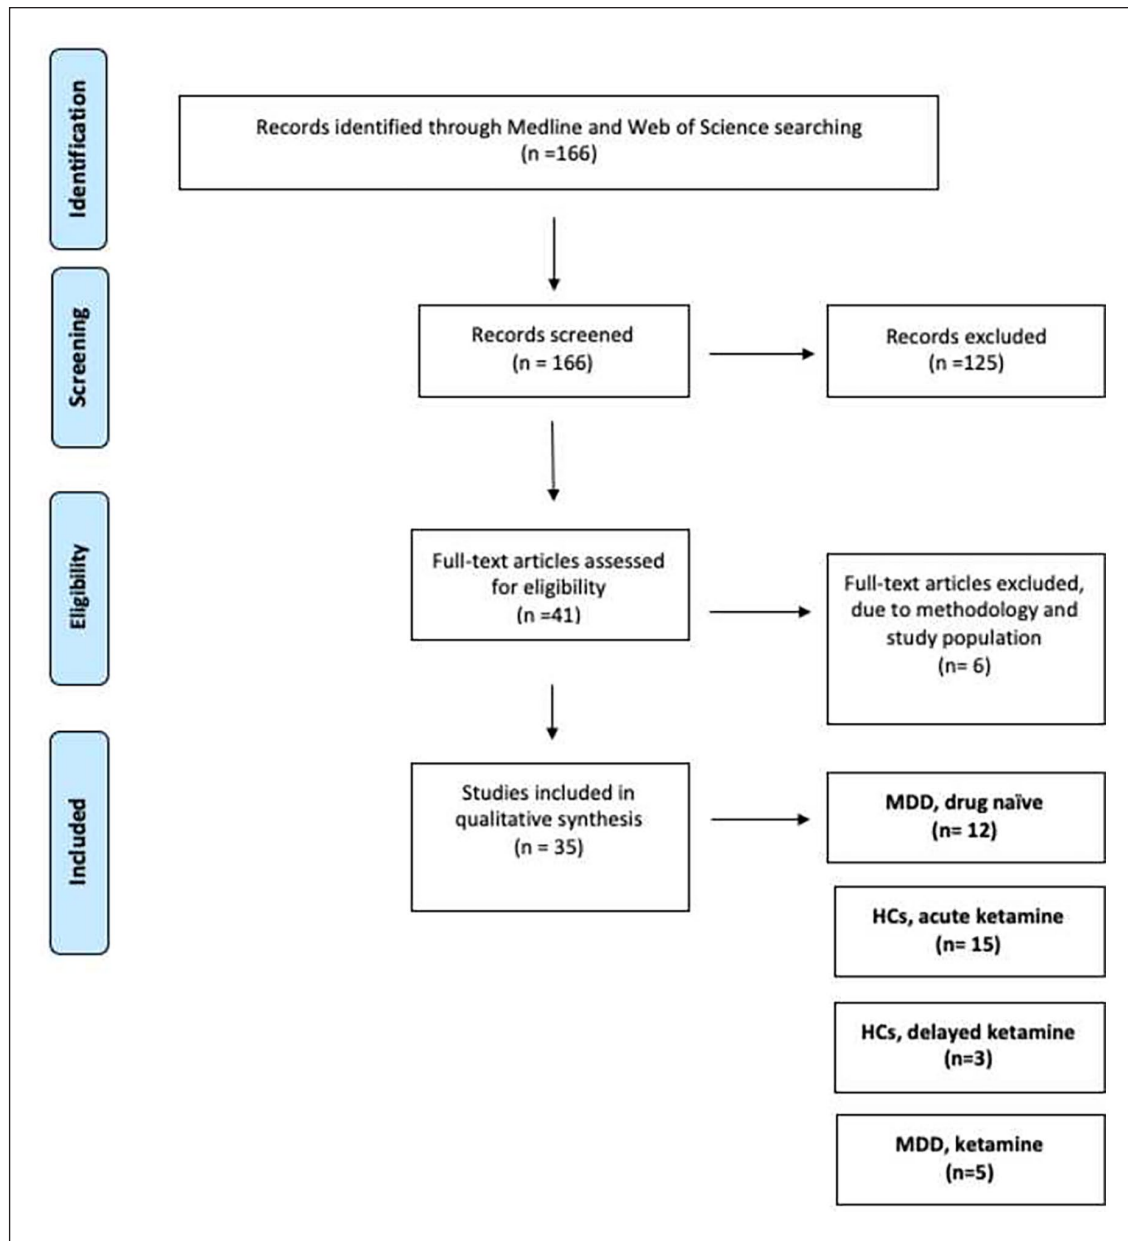 Identification
Records identified through Medline and Web of Science searching
(n =166)
Screening
Records screened
(n = 166)
Records excluded
(n =125)
Eligibility
Full-text articles assessed
for eligibility
(n =41)
Full-text articles excluded,
due to methodology and
study population
(n= 6)
Included
Studies included in
qualitative synthesis
(n = 35)
MDD, drug naïve
(n= 12)
HCs, acute ketamine
(n= 15)
HCs, delayed ketamine
(n=3)
MDD, ketamine
(n=5)